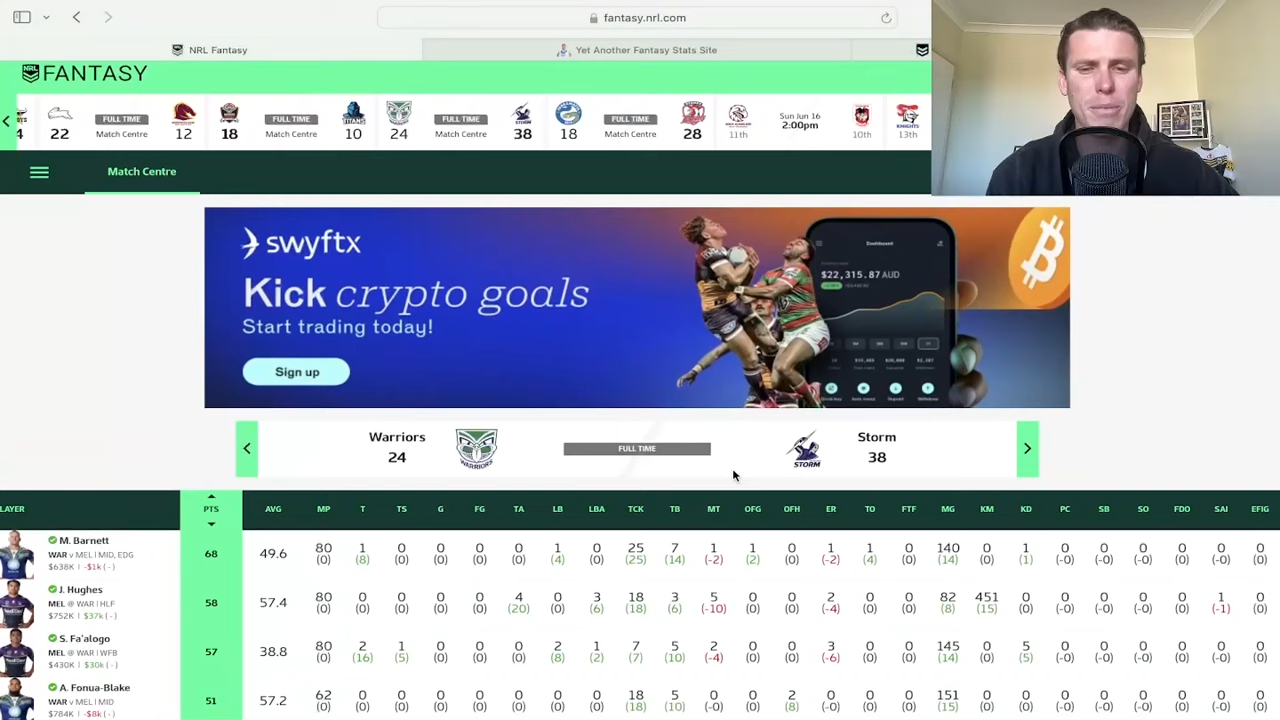 fantasy.nrl.com
NRL Fantasy
Yet Another Fantasy Stats Site
NRL FANTASY
4 22 FULL TIME Match Centre 12
18 FULL TIME Match Centre 10
24 FULL TIME Match Centre 38
18 FULL TIME Match Centre 28
11th Sun Jun 16 2:00pm 10th
13th
Match Centre
swyftx
Kick crypto goals
Start trading today!
Sign up
Dashboard
$22,315.87 AUD
Warriors 24
FULL TIME
Storm 38
LAYER PTS AVG MP T TS G FG TA LB LBA TCK TB MT OFG OFH ER TO FTF MG KM KD PC SB SO FDO SAI EFIG
M. Barnett 68 49.6 80 1 0 0 0 0 1 0 25 7 1 1 0 1 1 0 140 0 1 0 0 0 0 0 0
WAR v MEL | MID, EDG (0) (8) (0) (0) (0) (0) (4) (0) (25) (14) (-2) (2) (0) (-2) (4) (0) (14) (0) (1) (-0) (-0) (-0) (-0) (-0) (-0)
$638K | -$1k ( - )
J. Hughes 58 57.4 80 0 0 0 0 4 0 3 18 3 5 0 0 2 0 0 82 451 0 0 0 0 0 1 0
MEL @ WAR | HLF (0) (0) (0) (0) (0) (20) (0) (6) (18) (6) (-10) (0) (0) (-4) (0) (0) (8) (15) (0) (-0) (-0) (-0) (-0) (-1) (-0)
$752K | $37k ( - )
S. Fa'alogo 57 38.8 80 2 1 0 0 0 2 1 7 5 2 0 0 3 0 0 145 0 5 0 0 0 0 0 0
MEL @ WAR | WFB (0) (16) (5) (0) (0) (0) (8) (2) (7) (10) (-4) (0) (0) (-6) (0) (0) (14) (0) (5) (-0) (-0) (-0) (-0) (-0) (-0)
$430K | $30k ( - )
A. Fonua-Blake 51 57.2 62 0 0 0 0 0 0 0 18 5 0 0 2 0 0 0 151 0 0 0 0 0 0 0 0
WAR v MEL | MID (0) (0) (0) (0) (0) (0) (0) (0) (18) (10) (-0) (0) (8) (-0) (0) (0) (15) (0) (0) (-0) (-0) (-0) (-0) (-0) (-0)
$784K | -$8k ( - )